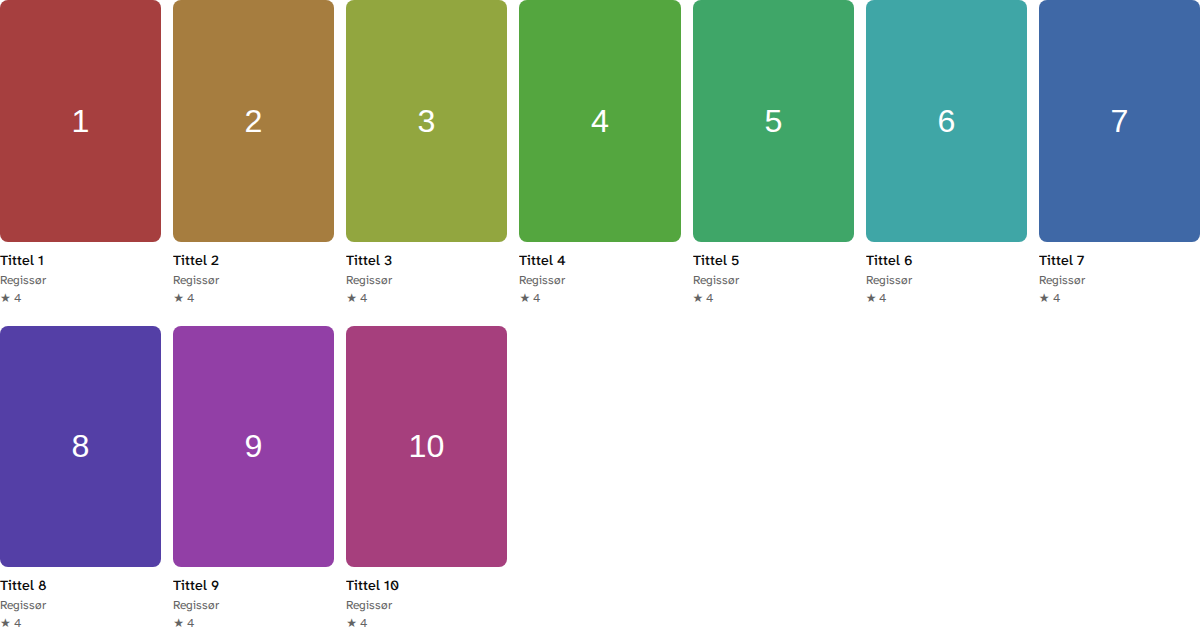 1 2 3 4 5 6 7
Tittel 1 Tittel 2 Tittel 3 Tittel 4 Tittel 5 Tittel 6 Tittel 7
Regissør Regissør Regissør Regissør Regissør Regissør Regissør
★ 4 ★ 4 ★ 4 ★ 4 ★ 4 ★ 4 ★ 4
8 9 10
Tittel 8 Tittel 9 Tittel 10
Regissør Regissør Regissør
★ 4 ★ 4 ★ 4